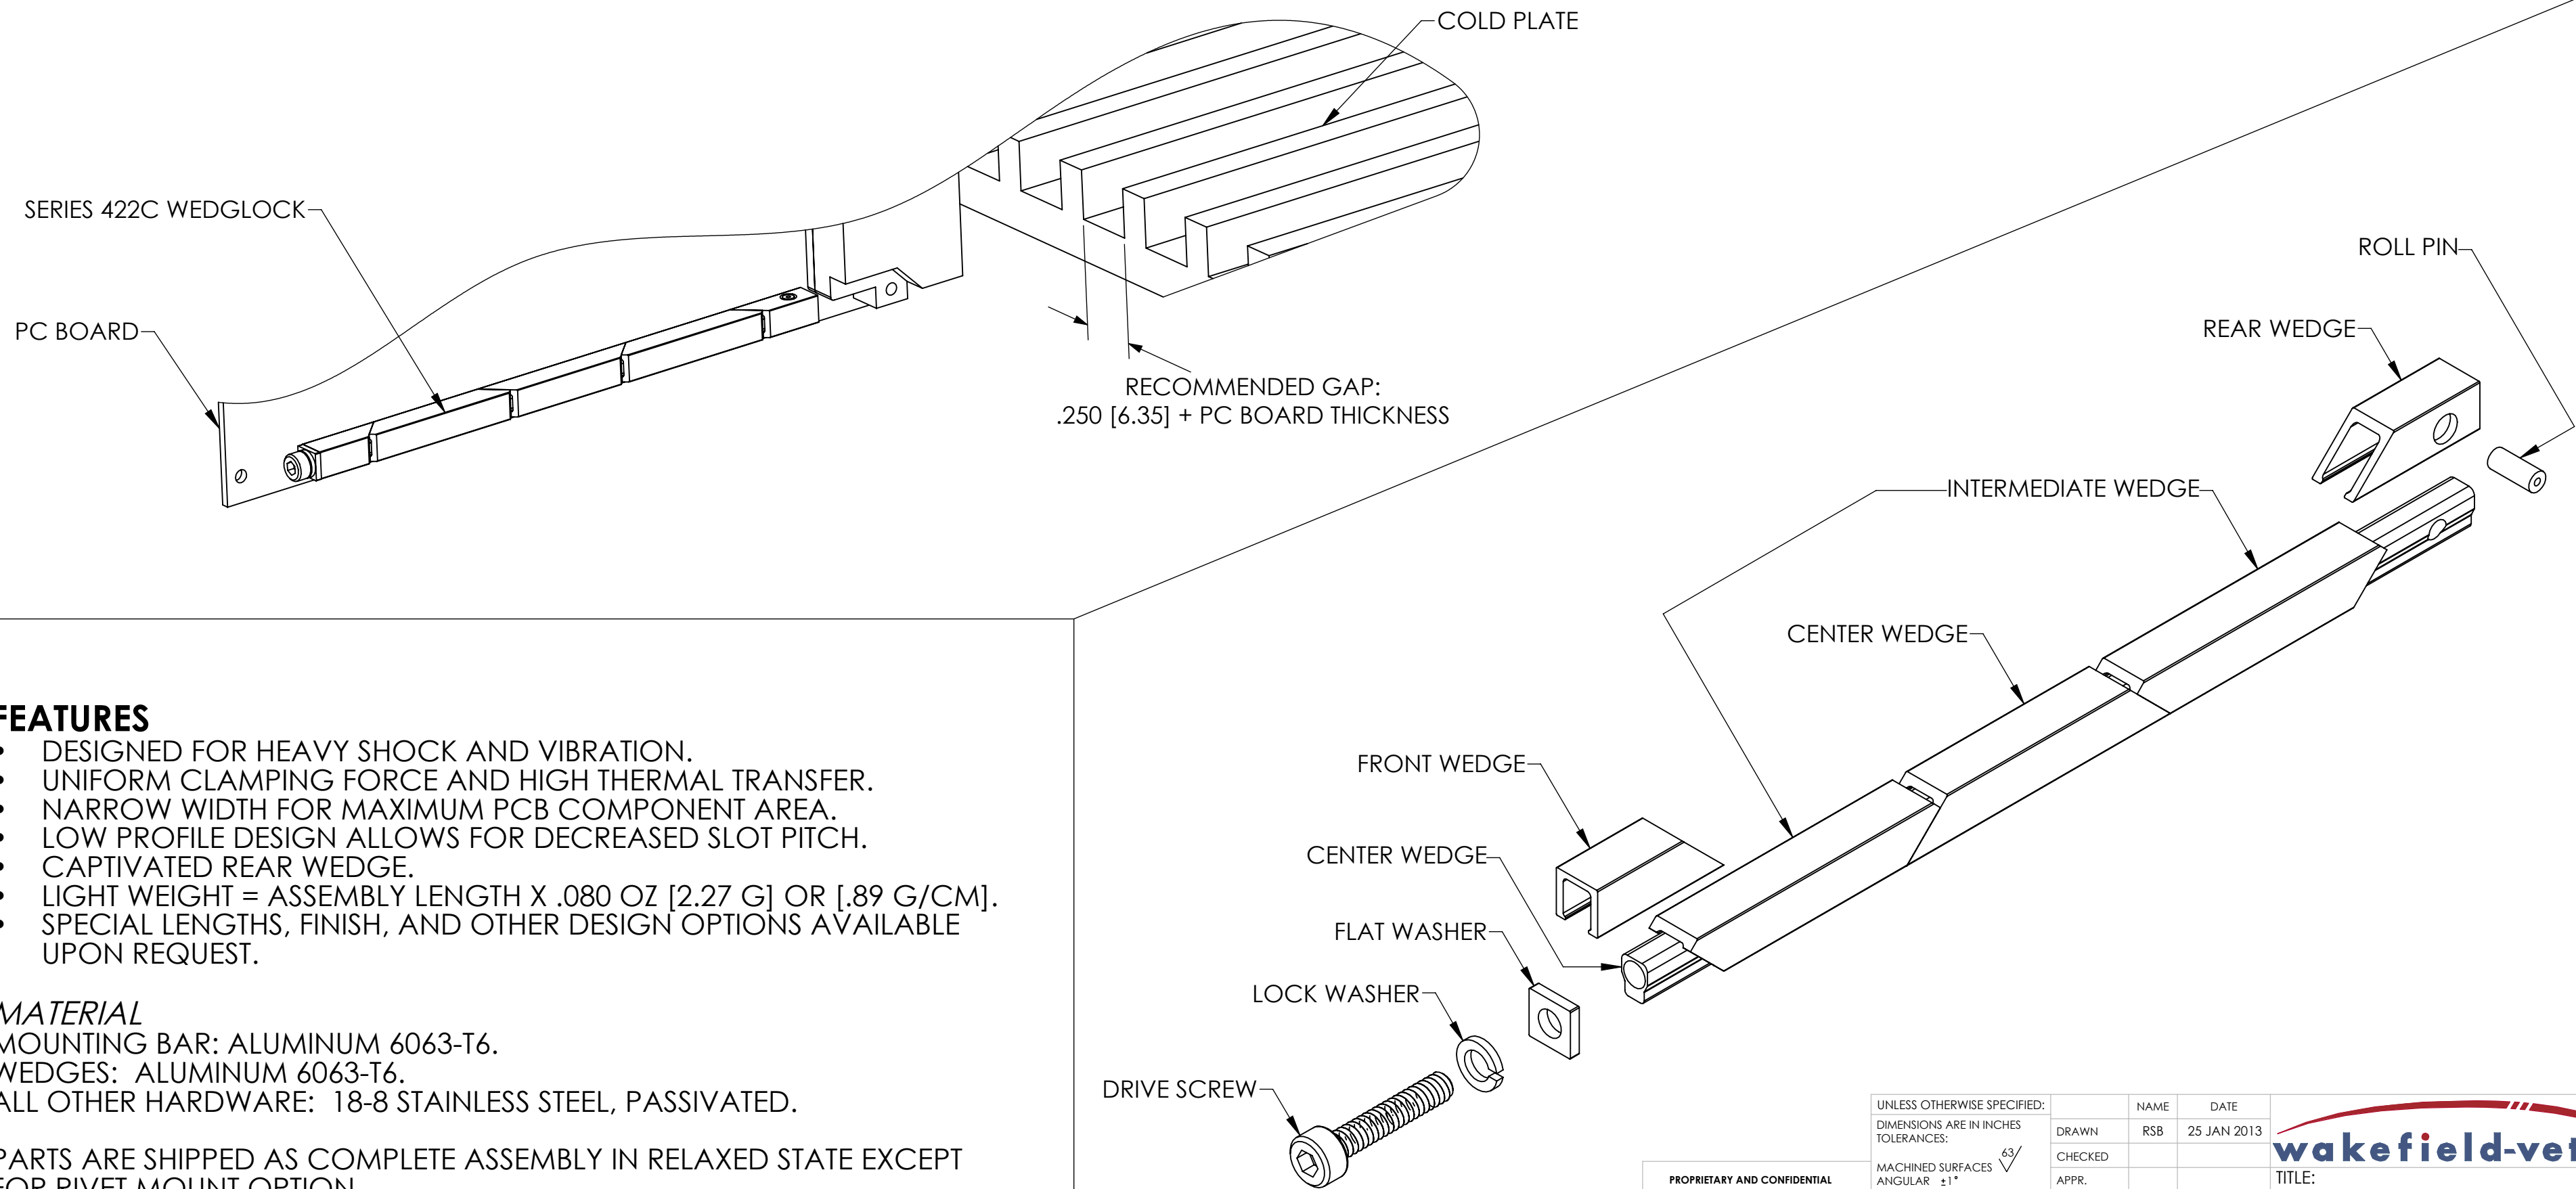 COLD PLATE
SERIES 422C WEDGLOCK
PC BOARD
RECOMMENDED GAP:
.250 [6.35] + PC BOARD THICKNESS
ROLL PIN
REAR WEDGE
INTERMEDIATE WEDGE
CENTER WEDGE
FRONT WEDGE
CENTER WEDGE
FLAT WASHER
LOCK WASHER
DRIVE SCREW
FEATURES
• DESIGNED FOR HEAVY SHOCK AND VIBRATION.
• UNIFORM CLAMPING FORCE AND HIGH THERMAL TRANSFER.
• NARROW WIDTH FOR MAXIMUM PCB COMPONENT AREA.
• LOW PROFILE DESIGN ALLOWS FOR DECREASED SLOT PITCH.
• CAPTIVATED REAR WEDGE.
• LIGHT WEIGHT = ASSEMBLY LENGTH X .080 OZ [2.27 G] OR [.89 G/CM].
• SPECIAL LENGTHS, FINISH, AND OTHER DESIGN OPTIONS AVAILABLE
UPON REQUEST.
MATERIAL
MOUNTING BAR: ALUMINUM 6063-T6.
WEDGES: ALUMINUM 6063-T6.
ALL OTHER HARDWARE: 18-8 STAINLESS STEEL, PASSIVATED.
PARTS ARE SHIPPED AS COMPLETE ASSEMBLY IN RELAXED STATE EXCEPT
FOR RIVET MOUNT OPTION
PROPRIETARY AND CONFIDENTIAL
UNLESS OTHERWISE SPECIFIED:
DIMENSIONS ARE IN INCHES
TOLERANCES:
MACHINED SURFACES 63
ANGULAR ±1°
NAME DATE
DRAWN RSB 25 JAN 2013
CHECKED
APPR.
wakefield-vet
TITLE: